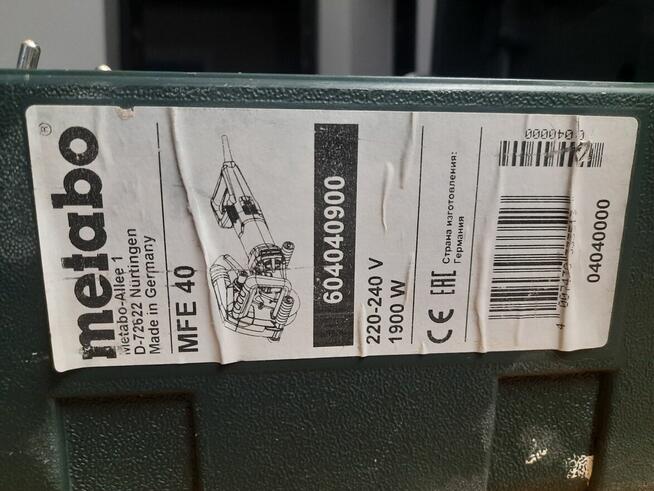 metabo®
Metabo-Allee 1
D-72622 Nürtingen
Made in Germany
MFE 40
604040900
220-240 V
1900 W
CE EAC
Страна изготовления:
Германия
04040000
04040000